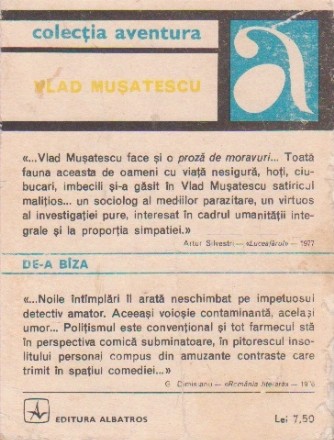 colecția aventura
VLAD MUȘATESCU
«...Vlad Mușatescu face și o proză de moravuri... Toată
fauna aceasta de oameni cu viață nesigură, hoți, ciu-
bucari, imbecili și-a găsit în Vlad Mușatescu satiricul
malițios... un sociolog al mediilor parazitare, un virtuos
al investigației pure, interesat în cadrul umanității inte-
grale și la proporția simpatiei.»
Artur Silvestri — «Luceafărul» — 1977
DE-A BÎZA
«...Noile întîmplări îl arată neschimbat pe impetuosul
detectiv amator. Aceeași voioșie contaminantă, același
umor... Polițismul este convențional și tot farmecul stă
în perspectiva comică subminatoare, în pitorescul inso-
litului personaj compus din amuzante contraste care
trimit în spațiul comediei...»
G. Dimisianu — «România literară» —
EDITURA ALBATROS
Lei 7,50